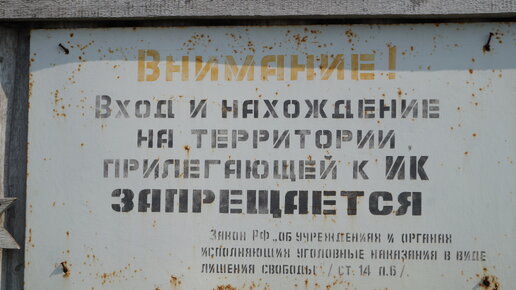 Внимание!
Вход и нахождение
на территории,
прилегающей к ИК
ЗАПРЕЩАЕТСЯ
Закон РФ „об учреждениях и органах
исполняющих уголовные наказания в виде
лишения свободы" /ст. 14 п.6/